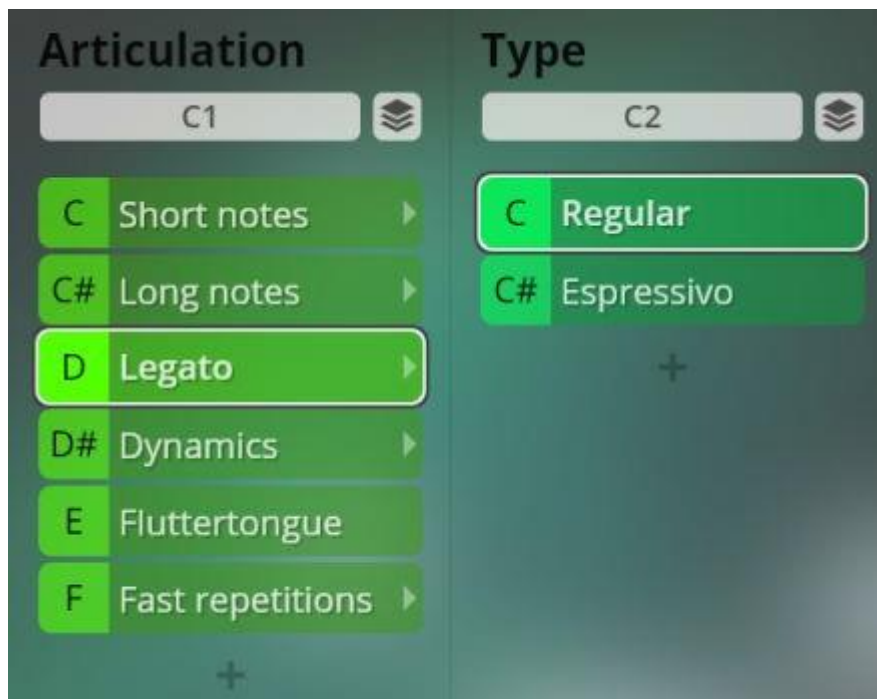 Articulation
C1
C Short notes
C# Long notes
D Legato
D# Dynamics
E Fluttertongue
F Fast repetitions
+
Type
C2
C Regular
C# Espressivo
+